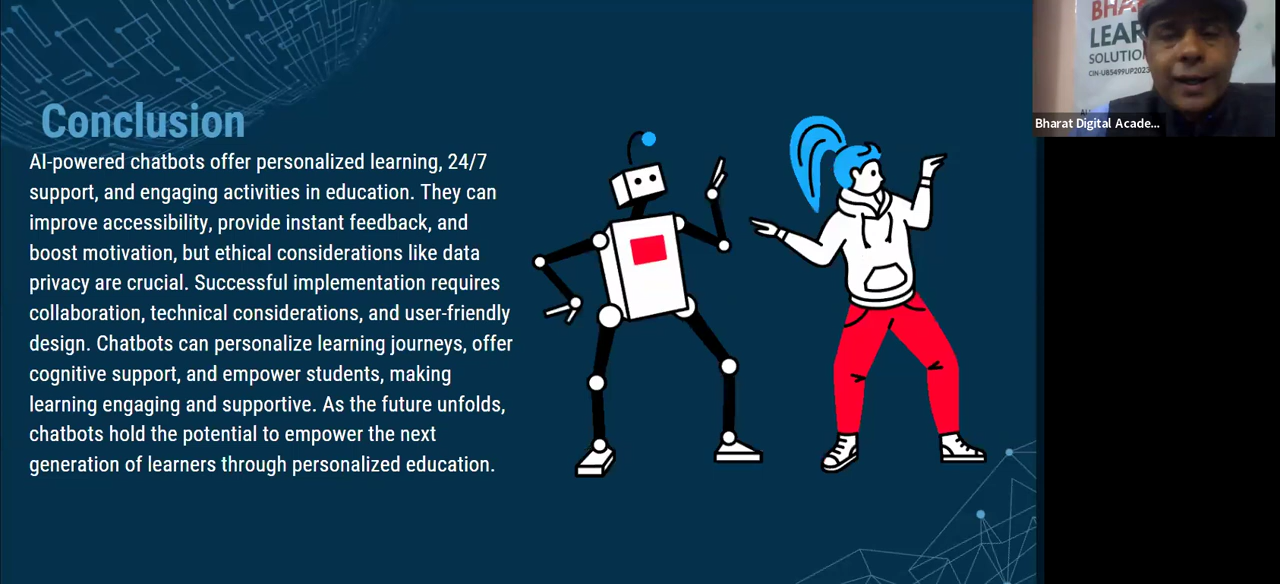 Conclusion
AI-powered chatbots offer personalized learning, 24/7
support, and engaging activities in education. They can
improve accessibility, provide instant feedback, and
boost motivation, but ethical considerations like data
privacy are crucial. Successful implementation requires
collaboration, technical considerations, and user-friendly
design. Chatbots can personalize learning journeys, offer
cognitive support, and empower students, making
learning engaging and supportive. As the future unfolds,
chatbots hold the potential to empower the next
generation of learners through personalized education.
BHA
LEAR
SOLUTIO
Bharat Digital Acade...